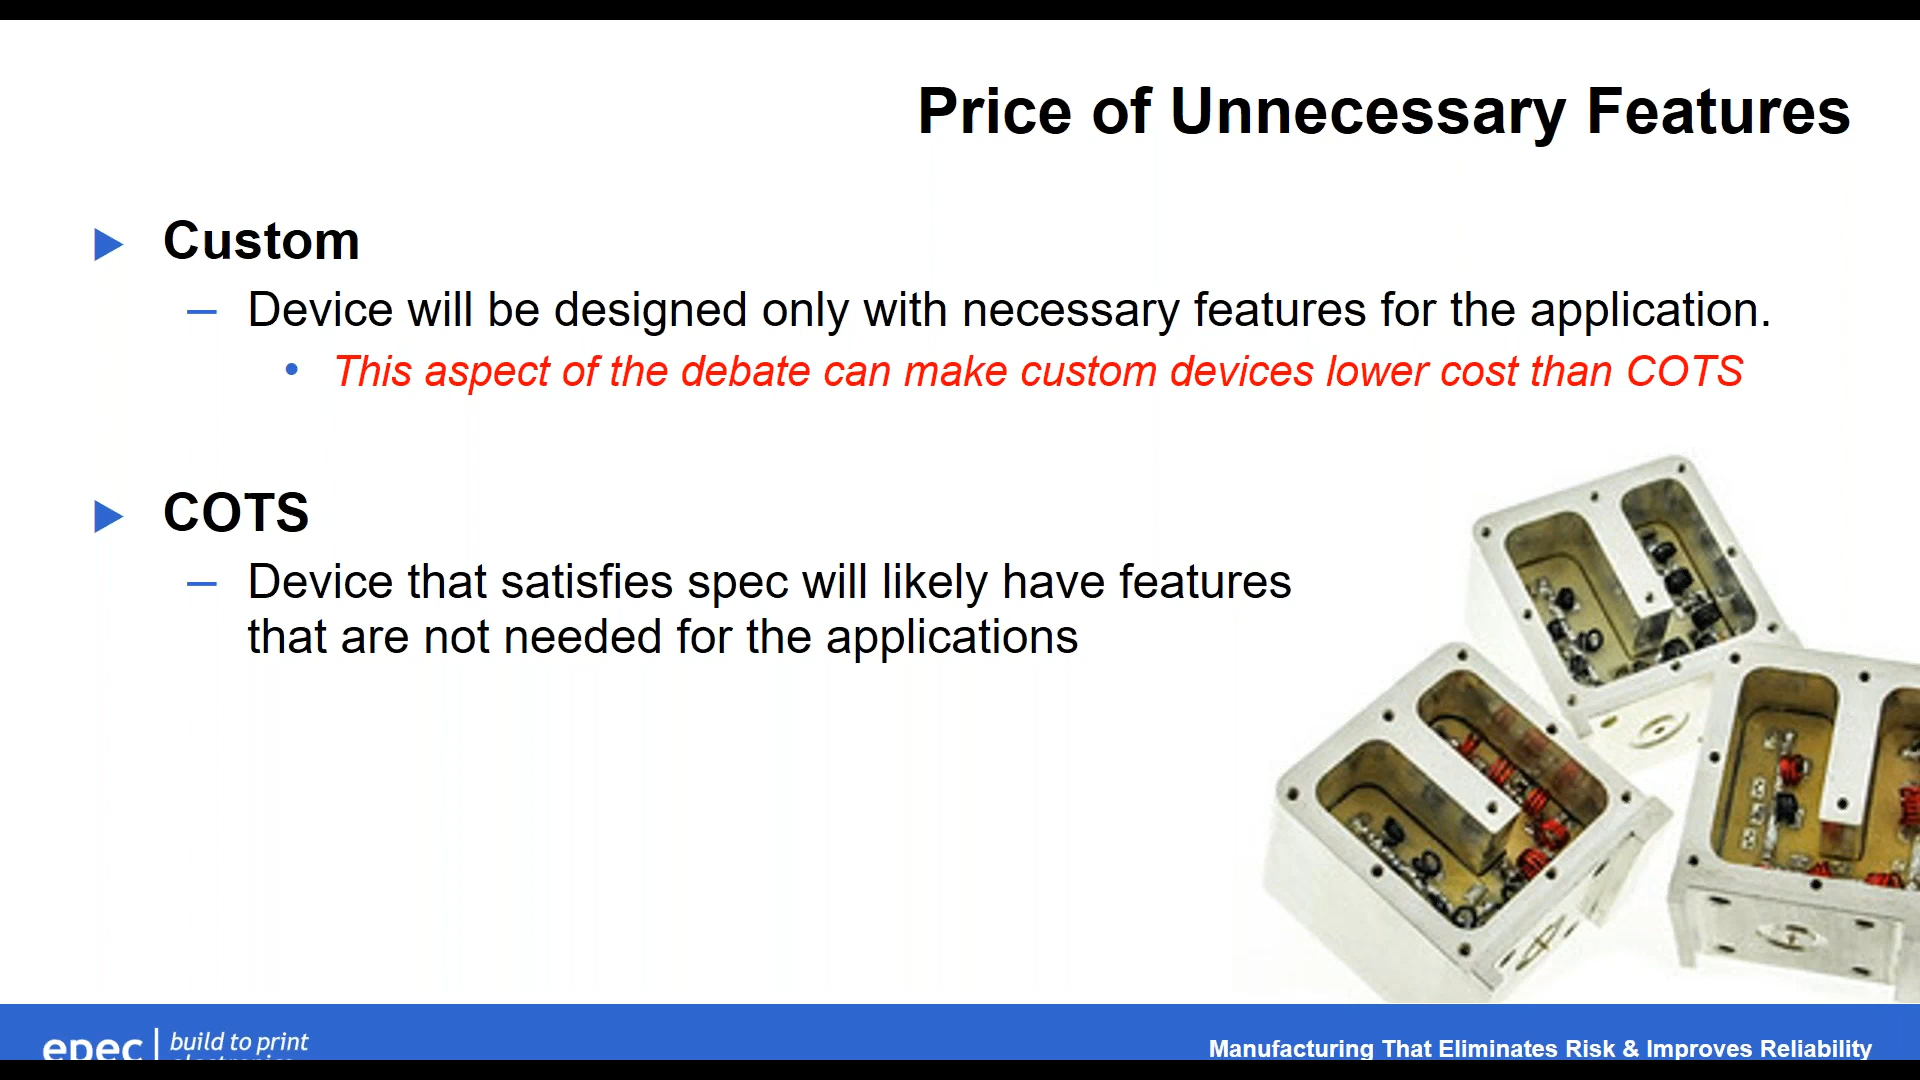 Price of Unnecessary Features
Custom
– Device will be designed only with necessary features for the application.
• This aspect of the debate can make custom devices lower cost than COTS
COTS
– Device that satisfies spec will likely have features
that are not needed for the applications
epec
build to print
Manufacturing That Eliminates Risk & Improves Reliability